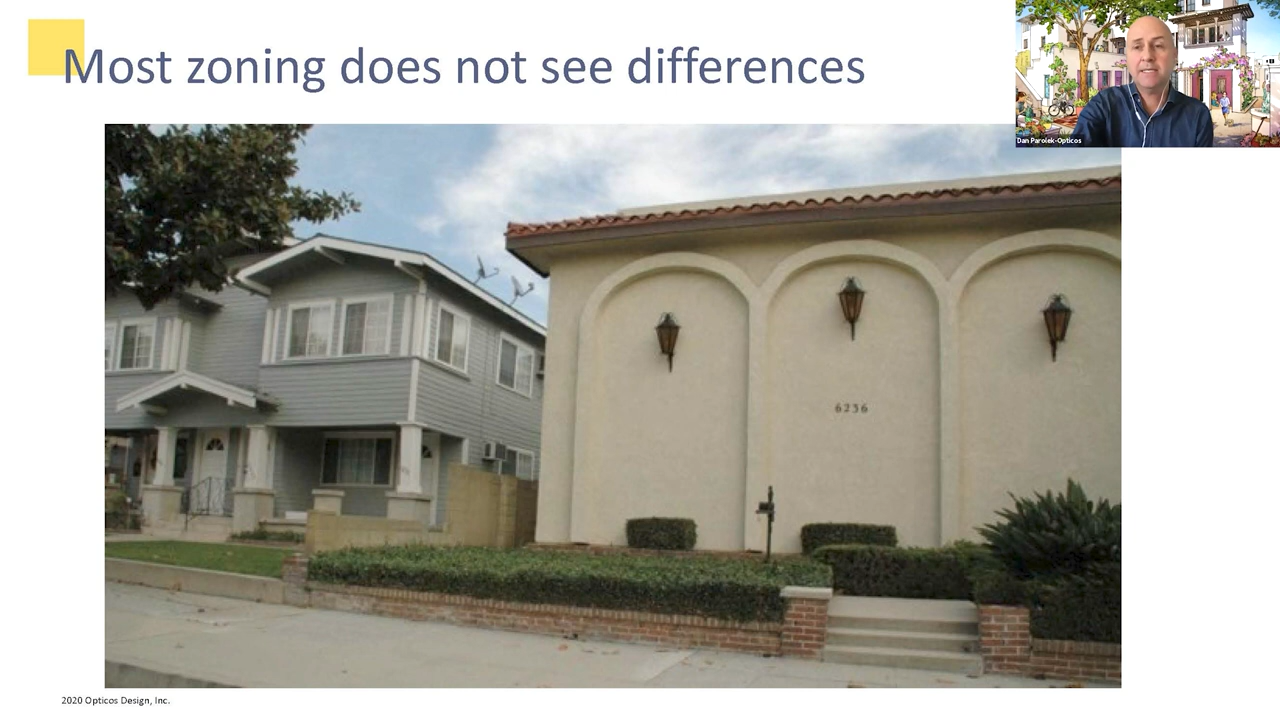 Most zoning does not see differences
Dan Parolek-Opticos
6236
2020 Opticos Design, Inc.